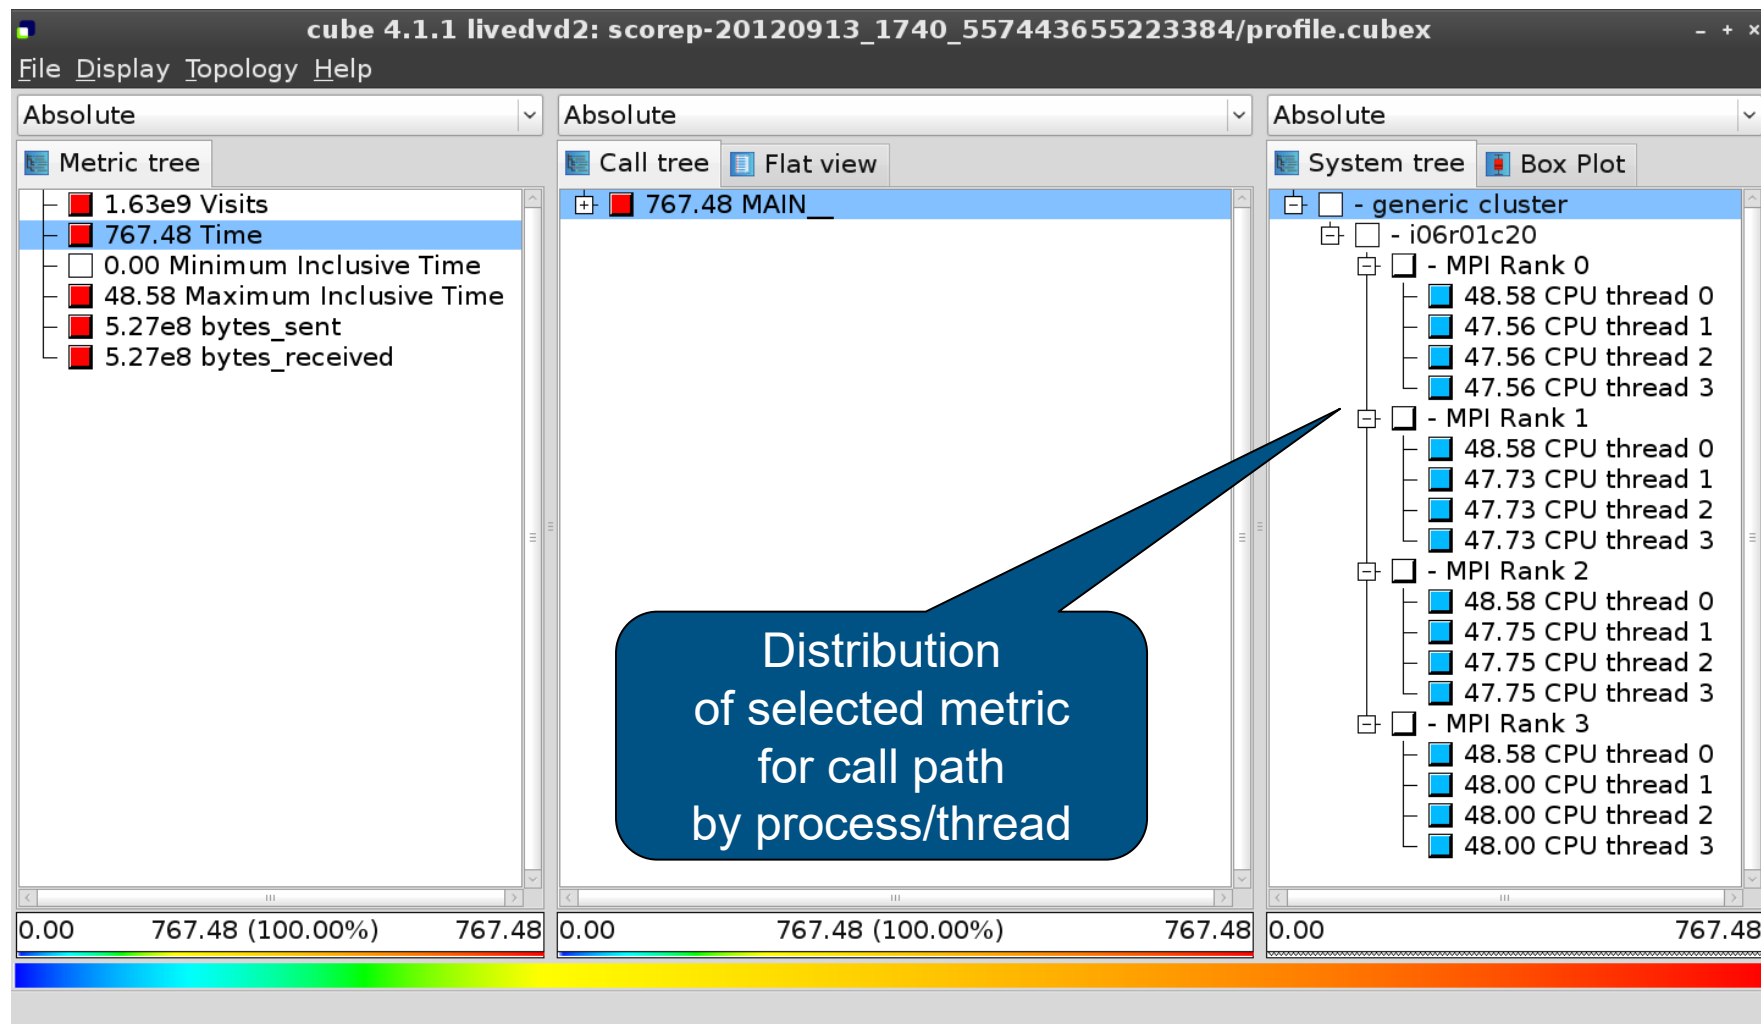 cube 4.1.1 livedvd2: scorep-20120913_1740_557443655223384/profile.cubex
File Display Topology Help
Absolute
Metric tree
1.63e9 Visits
767.48 Time
0.00 Minimum Inclusive Time
48.58 Maximum Inclusive Time
5.27e8 bytes_sent
5.27e8 bytes_received
0.00 767.48 (100.00%) 767.48
Absolute
Call tree Flat view
767.48 MAIN__
Distribution
of selected metric
for call path
by process/thread
0.00 767.48 (100.00%) 767.48
Absolute
System tree Box Plot
- generic cluster
- i06r01c20
- MPI Rank 0
48.58 CPU thread 0
47.56 CPU thread 1
47.56 CPU thread 2
47.56 CPU thread 3
- MPI Rank 1
48.58 CPU thread 0
47.73 CPU thread 1
47.73 CPU thread 2
47.73 CPU thread 3
- MPI Rank 2
48.58 CPU thread 0
47.75 CPU thread 1
47.75 CPU thread 2
47.75 CPU thread 3
- MPI Rank 3
48.58 CPU thread 0
48.00 CPU thread 1
48.00 CPU thread 2
48.00 CPU thread 3
0.00 767.48